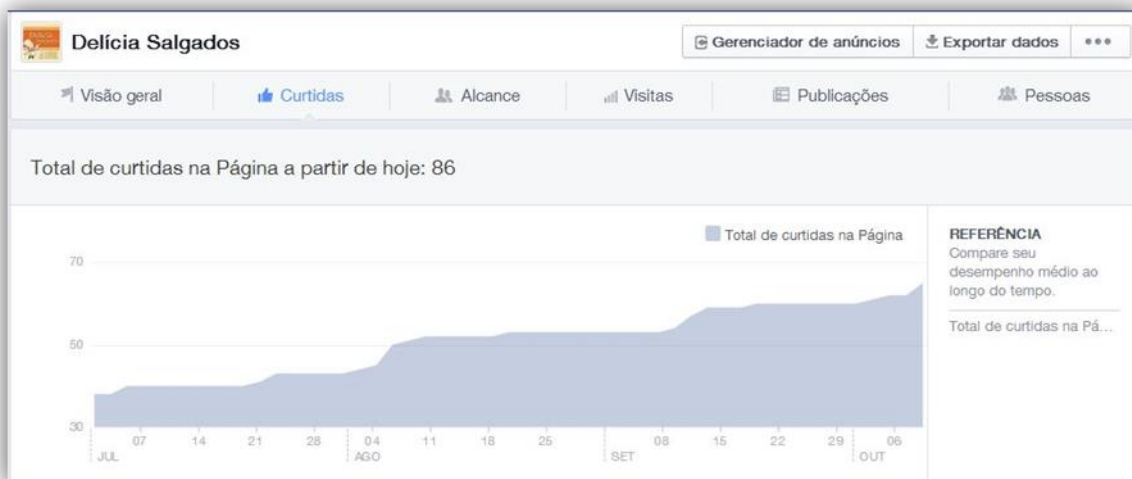 Delícia Salgados
Gerenciador de anúncios
Exportar dados
Visão geral
Curtidas
Alcance
Visitas
Publicações
Pessoas
Total de curtidas na Página a partir de hoje: 86
Total de curtidas na Página
70
50
30
07 14 21 28 04 11 18 25 08 15 22 29 06
JUL AGO SET OUT
REFERÊNCIA
Compare seu
desempenho médio ao
longo do tempo.
Total de curtidas na Pá...